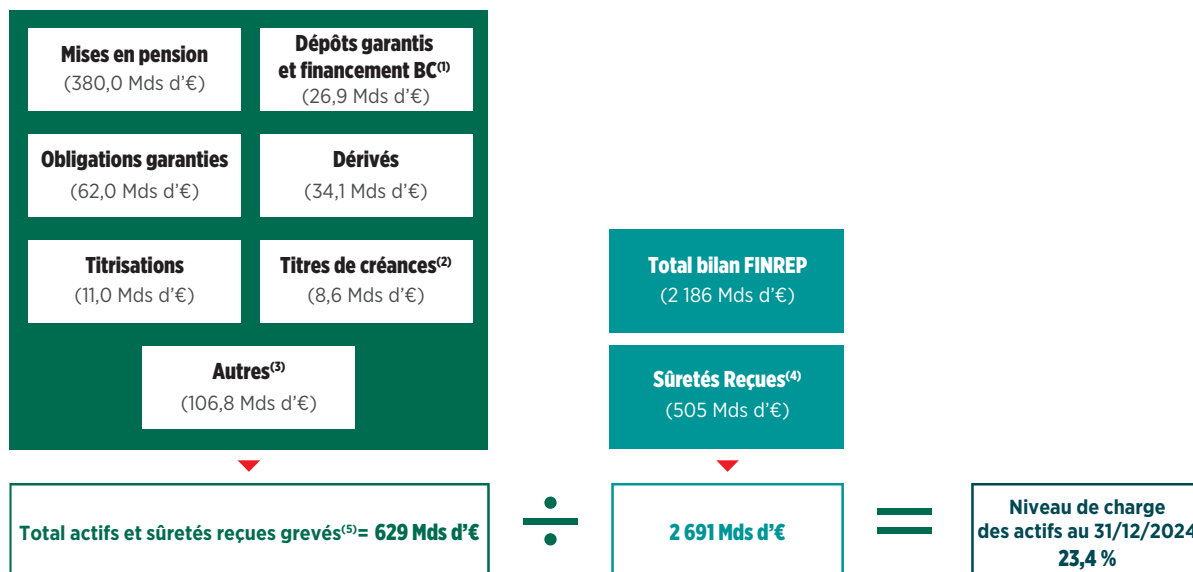 Mises en pension
(380,0 Mds d'€)
Dépôts garantis
et financement BC(1)
(26,9 Mds d'€)
Obligations garanties
(62,0 Mds d'€)
Dérivés
(34,1 Mds d'€)
Titrisations
(11,0 Mds d'€)
Titres de créances(2)
(8,6 Mds d'€)
Autres(3)
(106,8 Mds d'€)
Total bilan FINREP
(2 186 Mds d'€)
Sûretés Reçues(4)
(505 Mds d'€)
Total actifs et sûretés reçues grevés(5)= 629 Mds d'€
÷
2 691 Mds d'€
=
Niveau de charge
des actifs au 31/12/2024
23,4 %